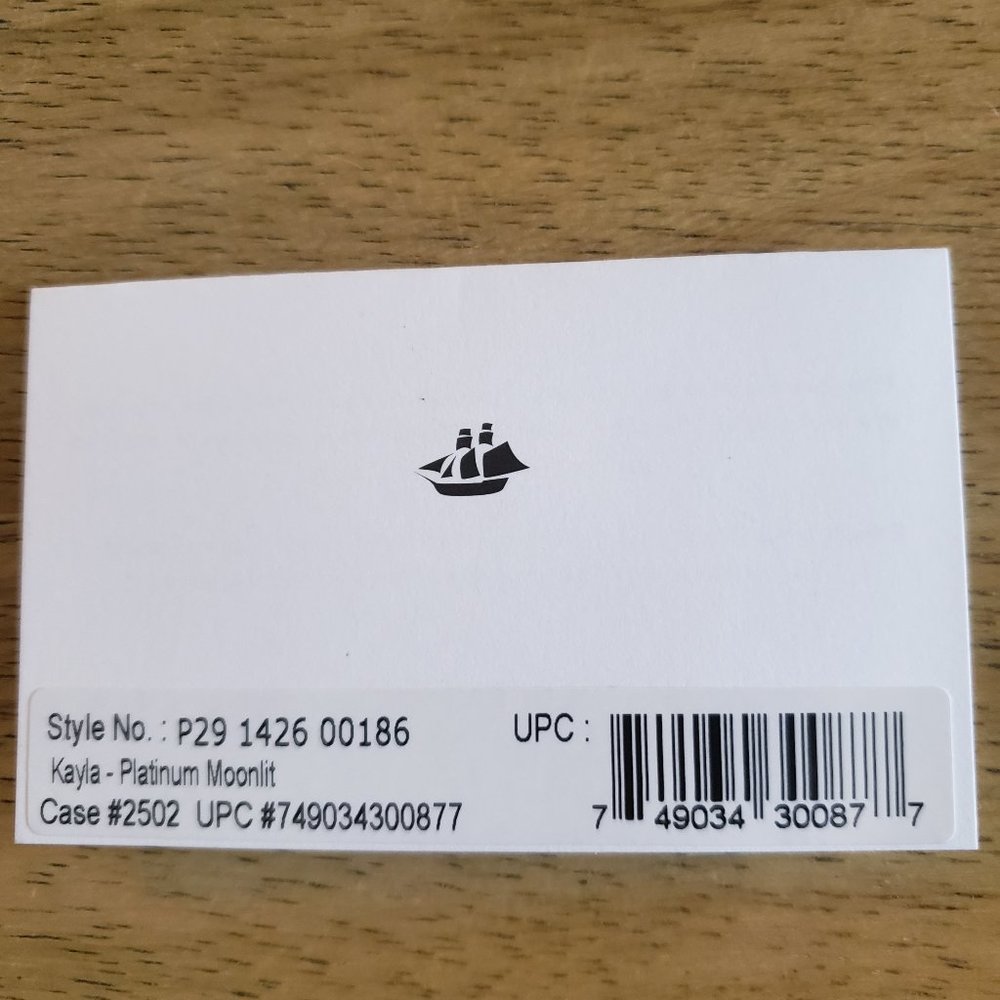 Style No. : P29 1426 00186
Kayla - Platinum Moonlit
Case #2502 UPC #749034300877
UPC :
7 49034 30087 7